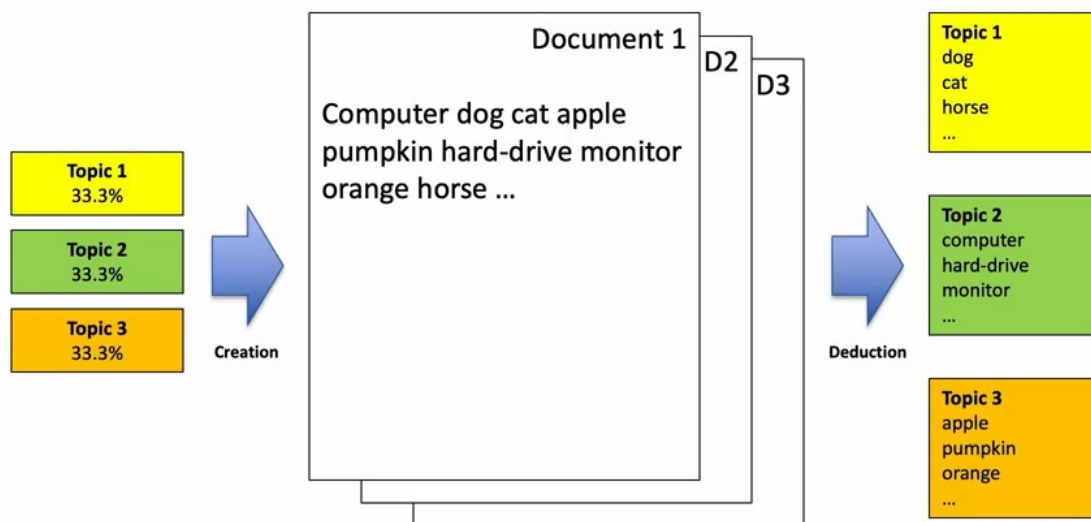 Topic 1
33.3%
Topic 2
33.3%
Topic 3
33.3%
Creation
Document 1
D2
D3
Computer dog cat apple
pumpkin hard-drive monitor
orange horse ...
Deduction
Topic 1
dog
cat
horse
...
Topic 2
computer
hard-drive
monitor
...
Topic 3
apple
pumpkin
orange
...